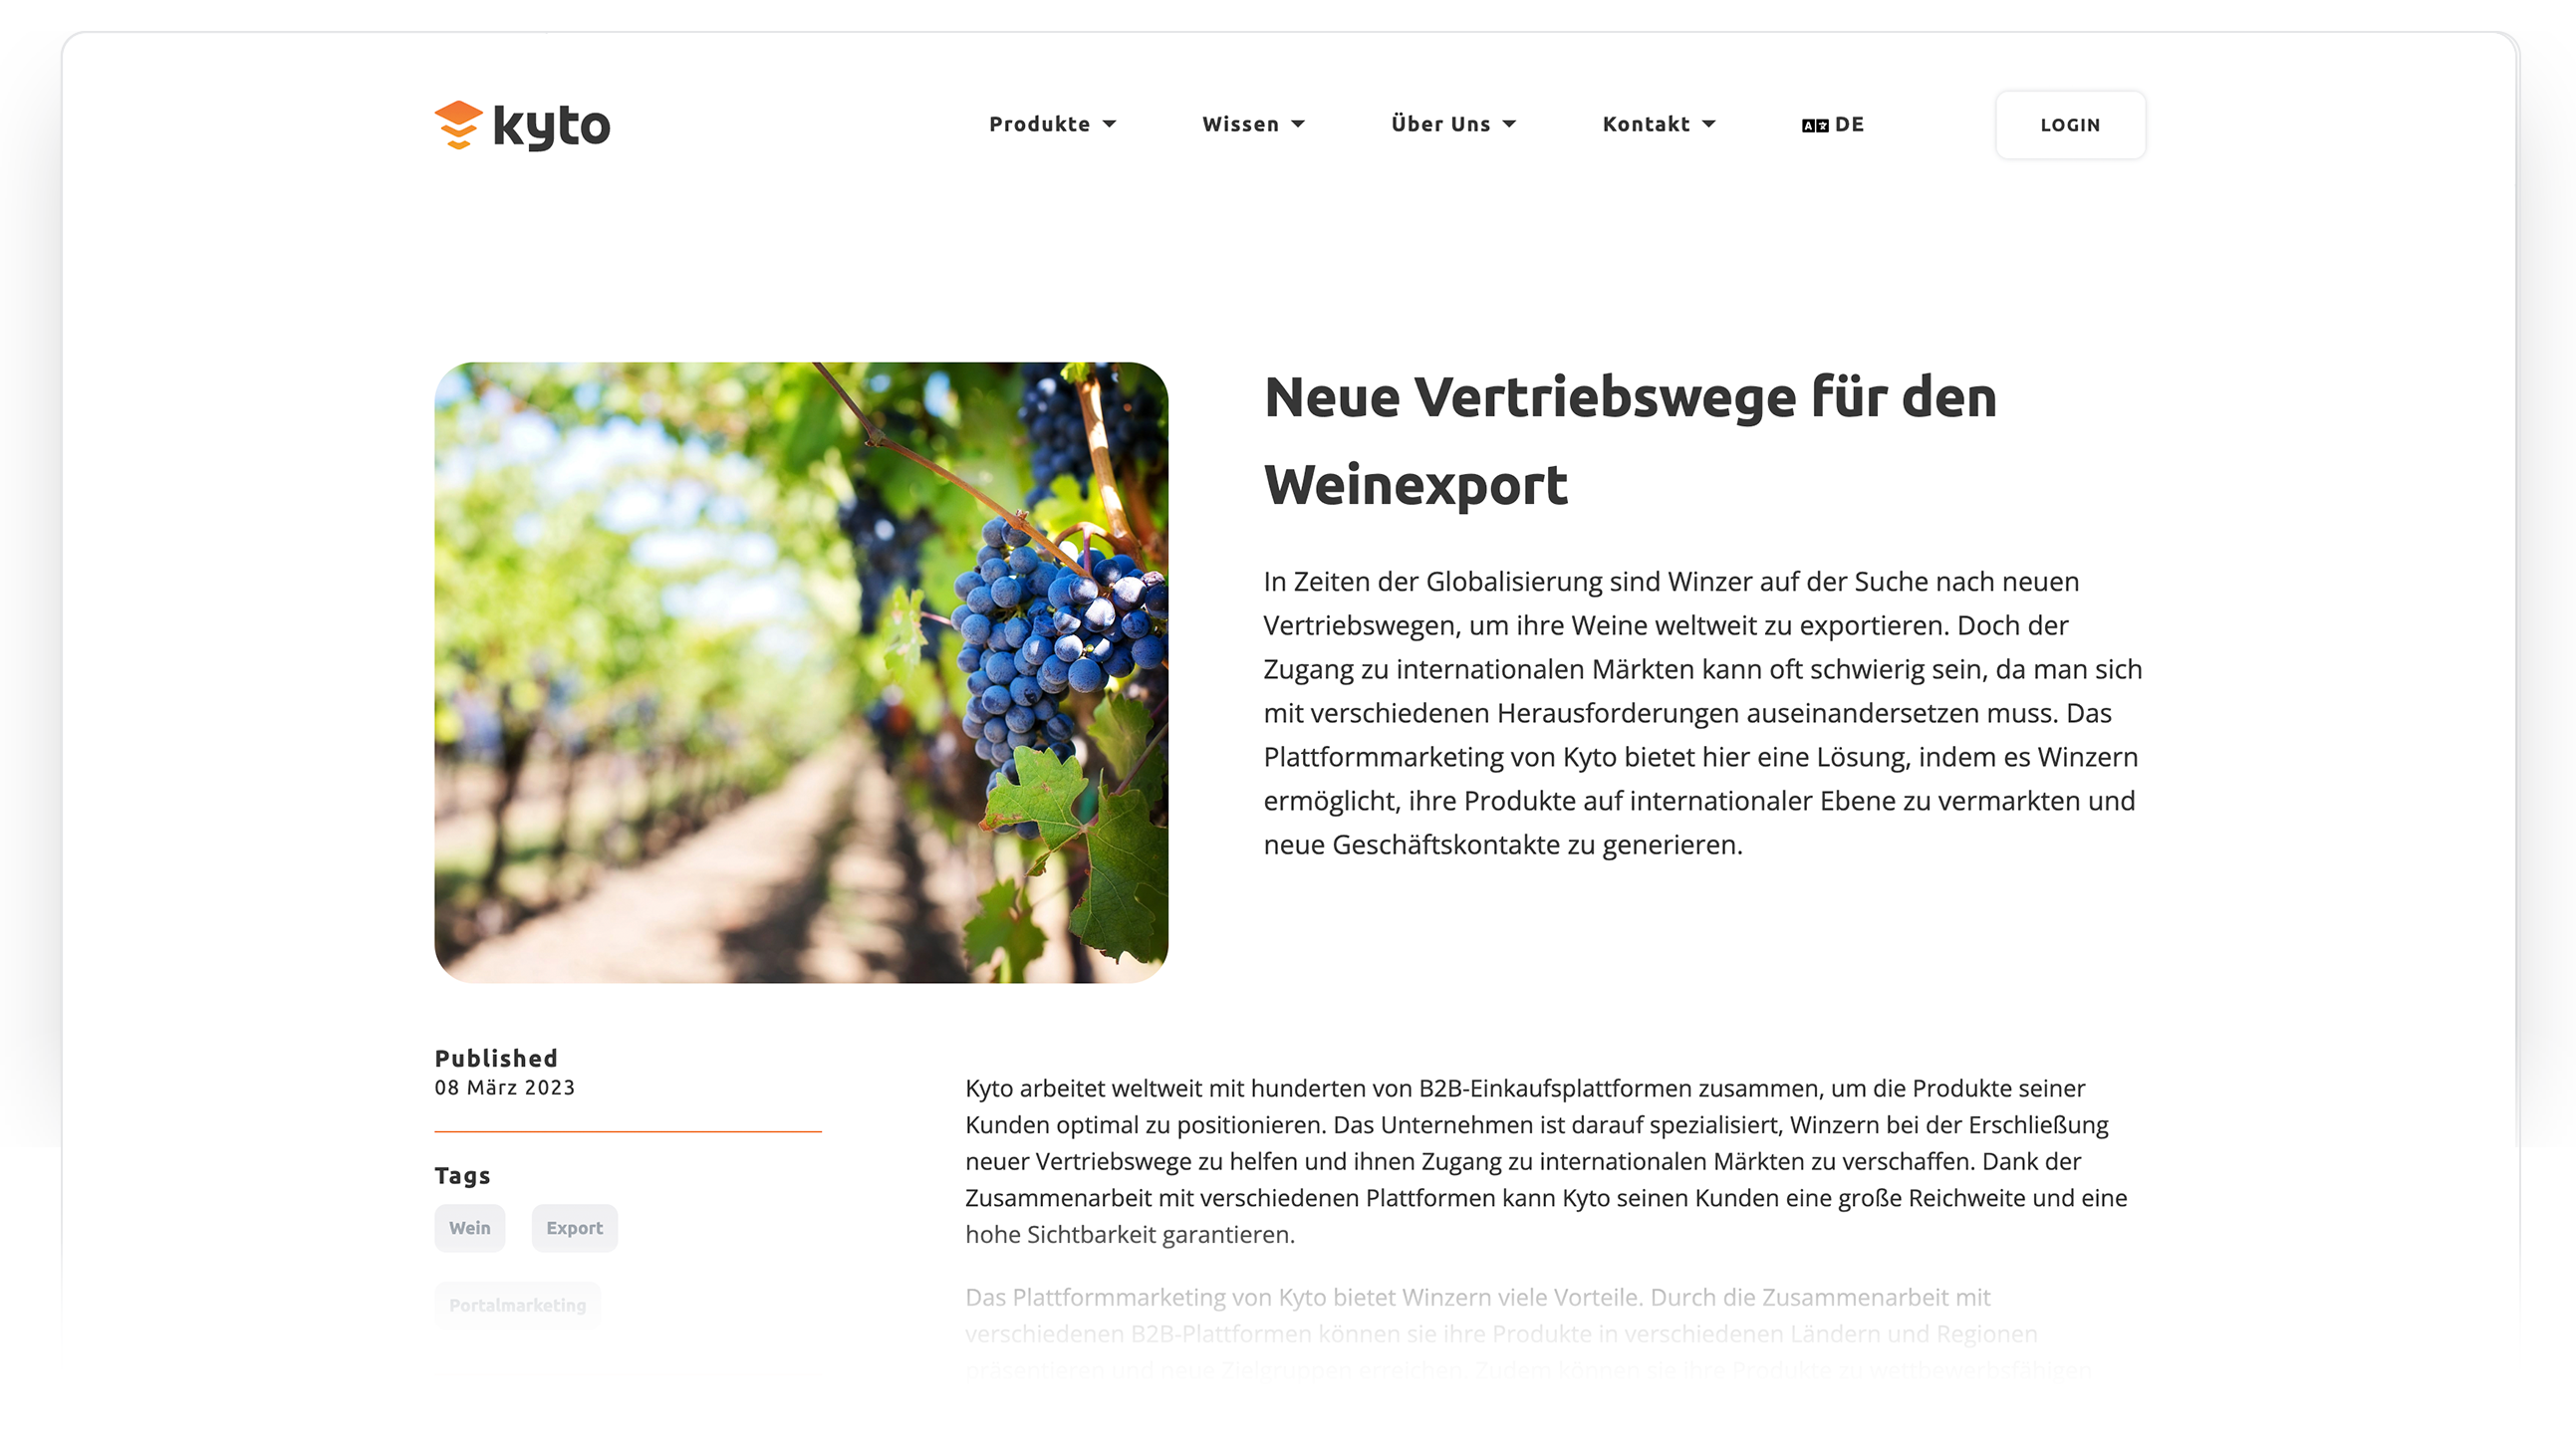 kyto
Produkte
Wissen
Über Uns
Kontakt
DE
LOGIN
Neue Vertriebswege für den
Weinexport
In Zeiten der Globalisierung sind Winzer auf der Suche nach neuen
Vertriebswegen, um ihre Weine weltweit zu exportieren. Doch der
Zugang zu internationalen Märkten kann oft schwierig sein, da man sich
mit verschiedenen Herausforderungen auseinandersetzen muss. Das
Plattformmarketing von Kyto bietet hier eine Lösung, indem es Winzern
ermöglicht, ihre Produkte auf internationaler Ebene zu vermarkten und
neue Geschäftskontakte zu generieren.
Published
08 März 2023
Tags
Wein
Export
Portalmarketing
Kyto arbeitet weltweit mit hunderten von B2B-Einkaufsplattformen zusammen, um die Produkte seiner
Kunden optimal zu positionieren. Das Unternehmen ist darauf spezialisiert, Winzern bei der Erschließung
neuer Vertriebswege zu helfen und ihnen Zugang zu internationalen Märkten zu verschaffen. Dank der
Zusammenarbeit mit verschiedenen Plattformen kann Kyto seinen Kunden eine große Reichweite und eine
hohe Sichtbarkeit garantieren.
Das Plattformmarketing von Kyto bietet Winzern viele Vorteile. Durch die Zusammenarbeit mit
verschiedenen B2B-Plattformen können sie ihre Produkte in verschiedenen Ländern und Regionen
präsentieren und neue Zielgruppen erreichen. Zudem können sie ihre Produkte zu wettbewerbsfähigen